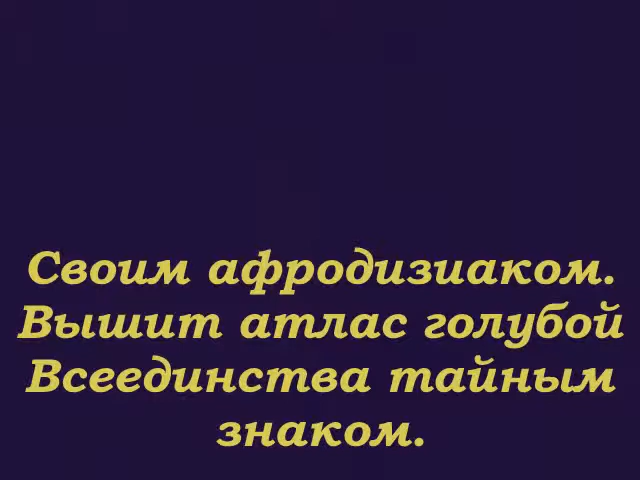 Своим афродизиаком.
Вышит атлас голубой
Всеединства тайным
знаком.